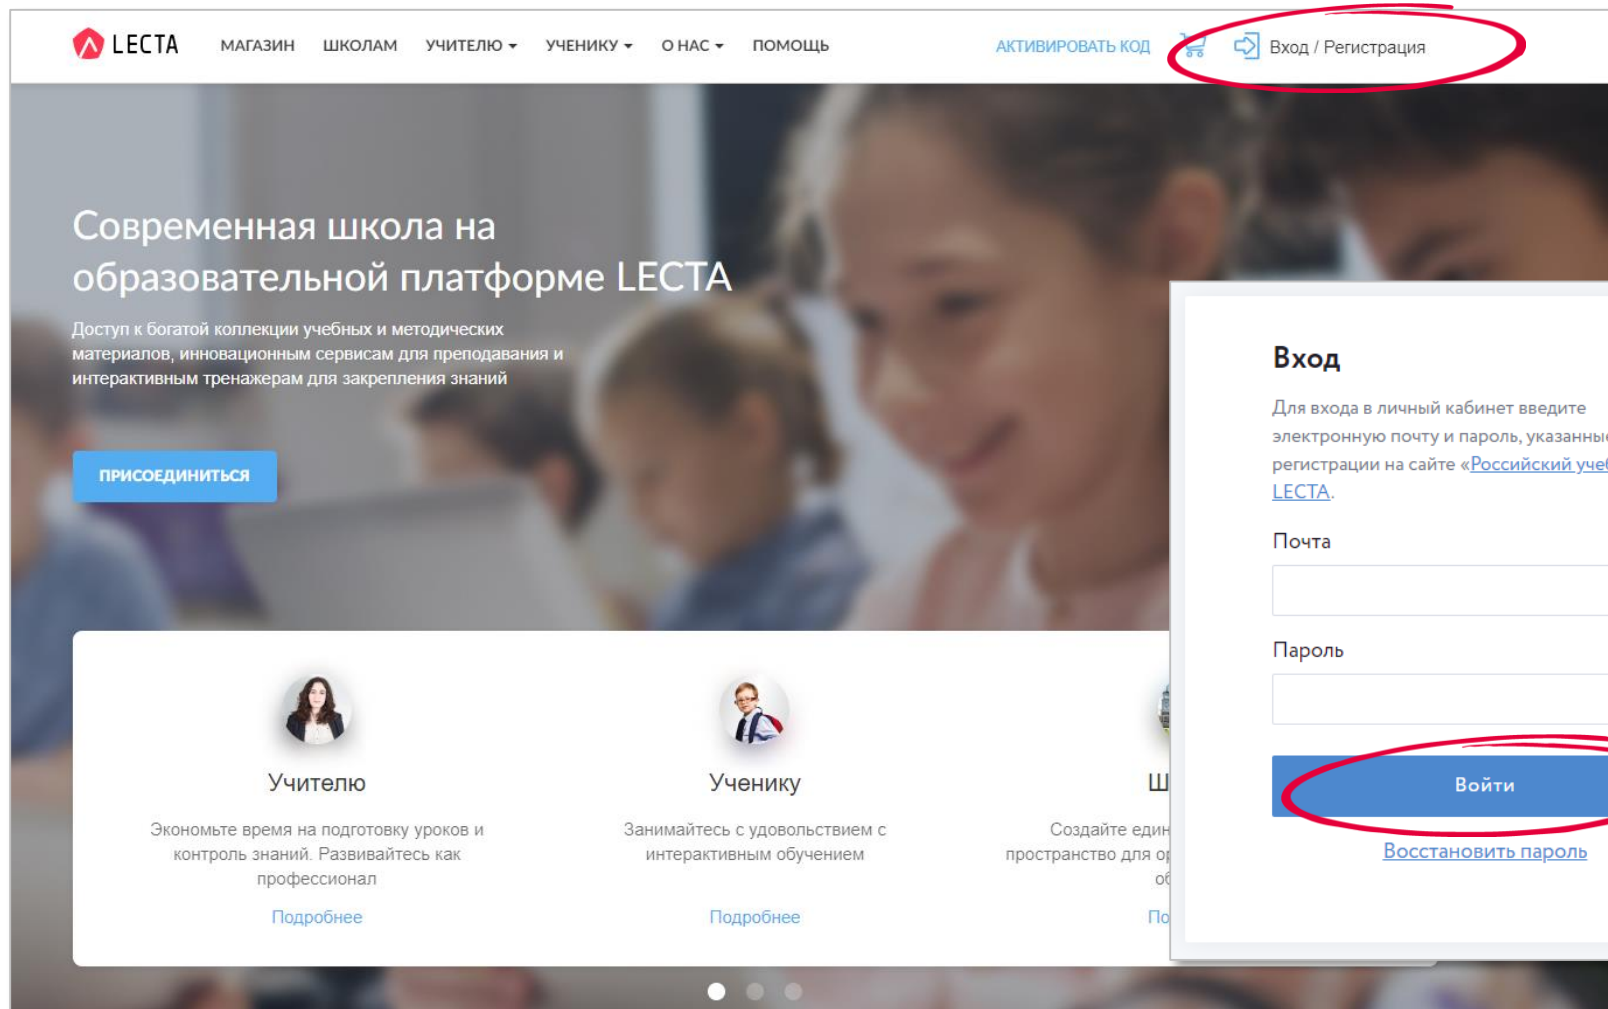 LECTA
МАГАЗИН ШКОЛАМ УЧИТЕЛЮ УЧЕНИКУ О НАС ПОМОЩЬ
АКТИВИРОВАТЬ КОД Вход / Регистрация
Современная школа на
образовательной платформе LECTA
Доступ к богатой коллекции учебных и методических
материалов, инновационным сервисам для преподавания и
интерактивным тренажерам для закрепления знаний
ПРИСОЕДИНИТЬСЯ
Учителю
Экономьте время на подготовку уроков и
контроль знаний. Развивайтесь как
профессионал
Подробнее
Ученику
Занимайтесь с удовольствием с
интерактивным обучением
Подробнее
Создайте
пространство для
Вход
Для входа в личный кабинет введите
электронную почту и пароль,
регистрации на сайте «Российский
LECTA.
Почта
Пароль
Войти
Восстановить пароль